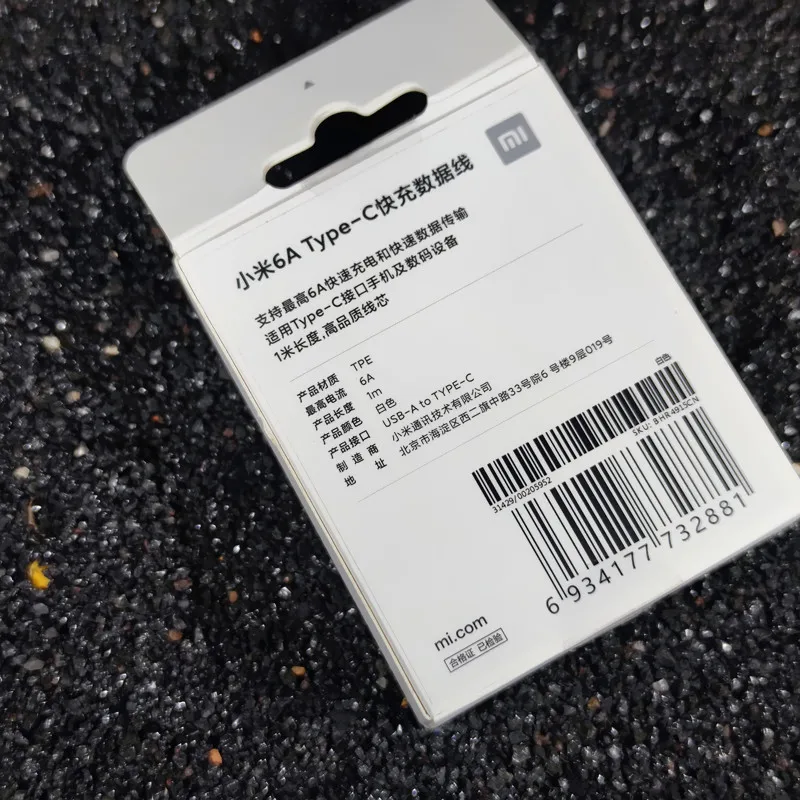 mi
小米6A Type-C快充数据线
支持最高6A快速充电和快速数据传输
适用Type-C接口手机及数码设备
1米长度,高品质线芯
产品材质 TPE
最高电流 6A
产品长度 1m
产品颜色 白色
产品接口 USB-A to TYPE-C
制造商 小米通讯技术有限公司
地址 北京市海淀区西二旗中路33号院6号楼9层019号
白色
31429/00205952
SKU: BHR4915CN
6 934177 732881
mi.com
合格证 已检验